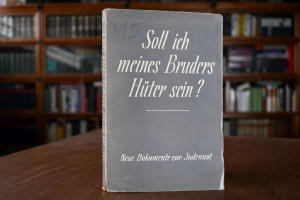 Soll ich
meines Bruders
Hüter sein?
Neue Dokumente zur Judennot